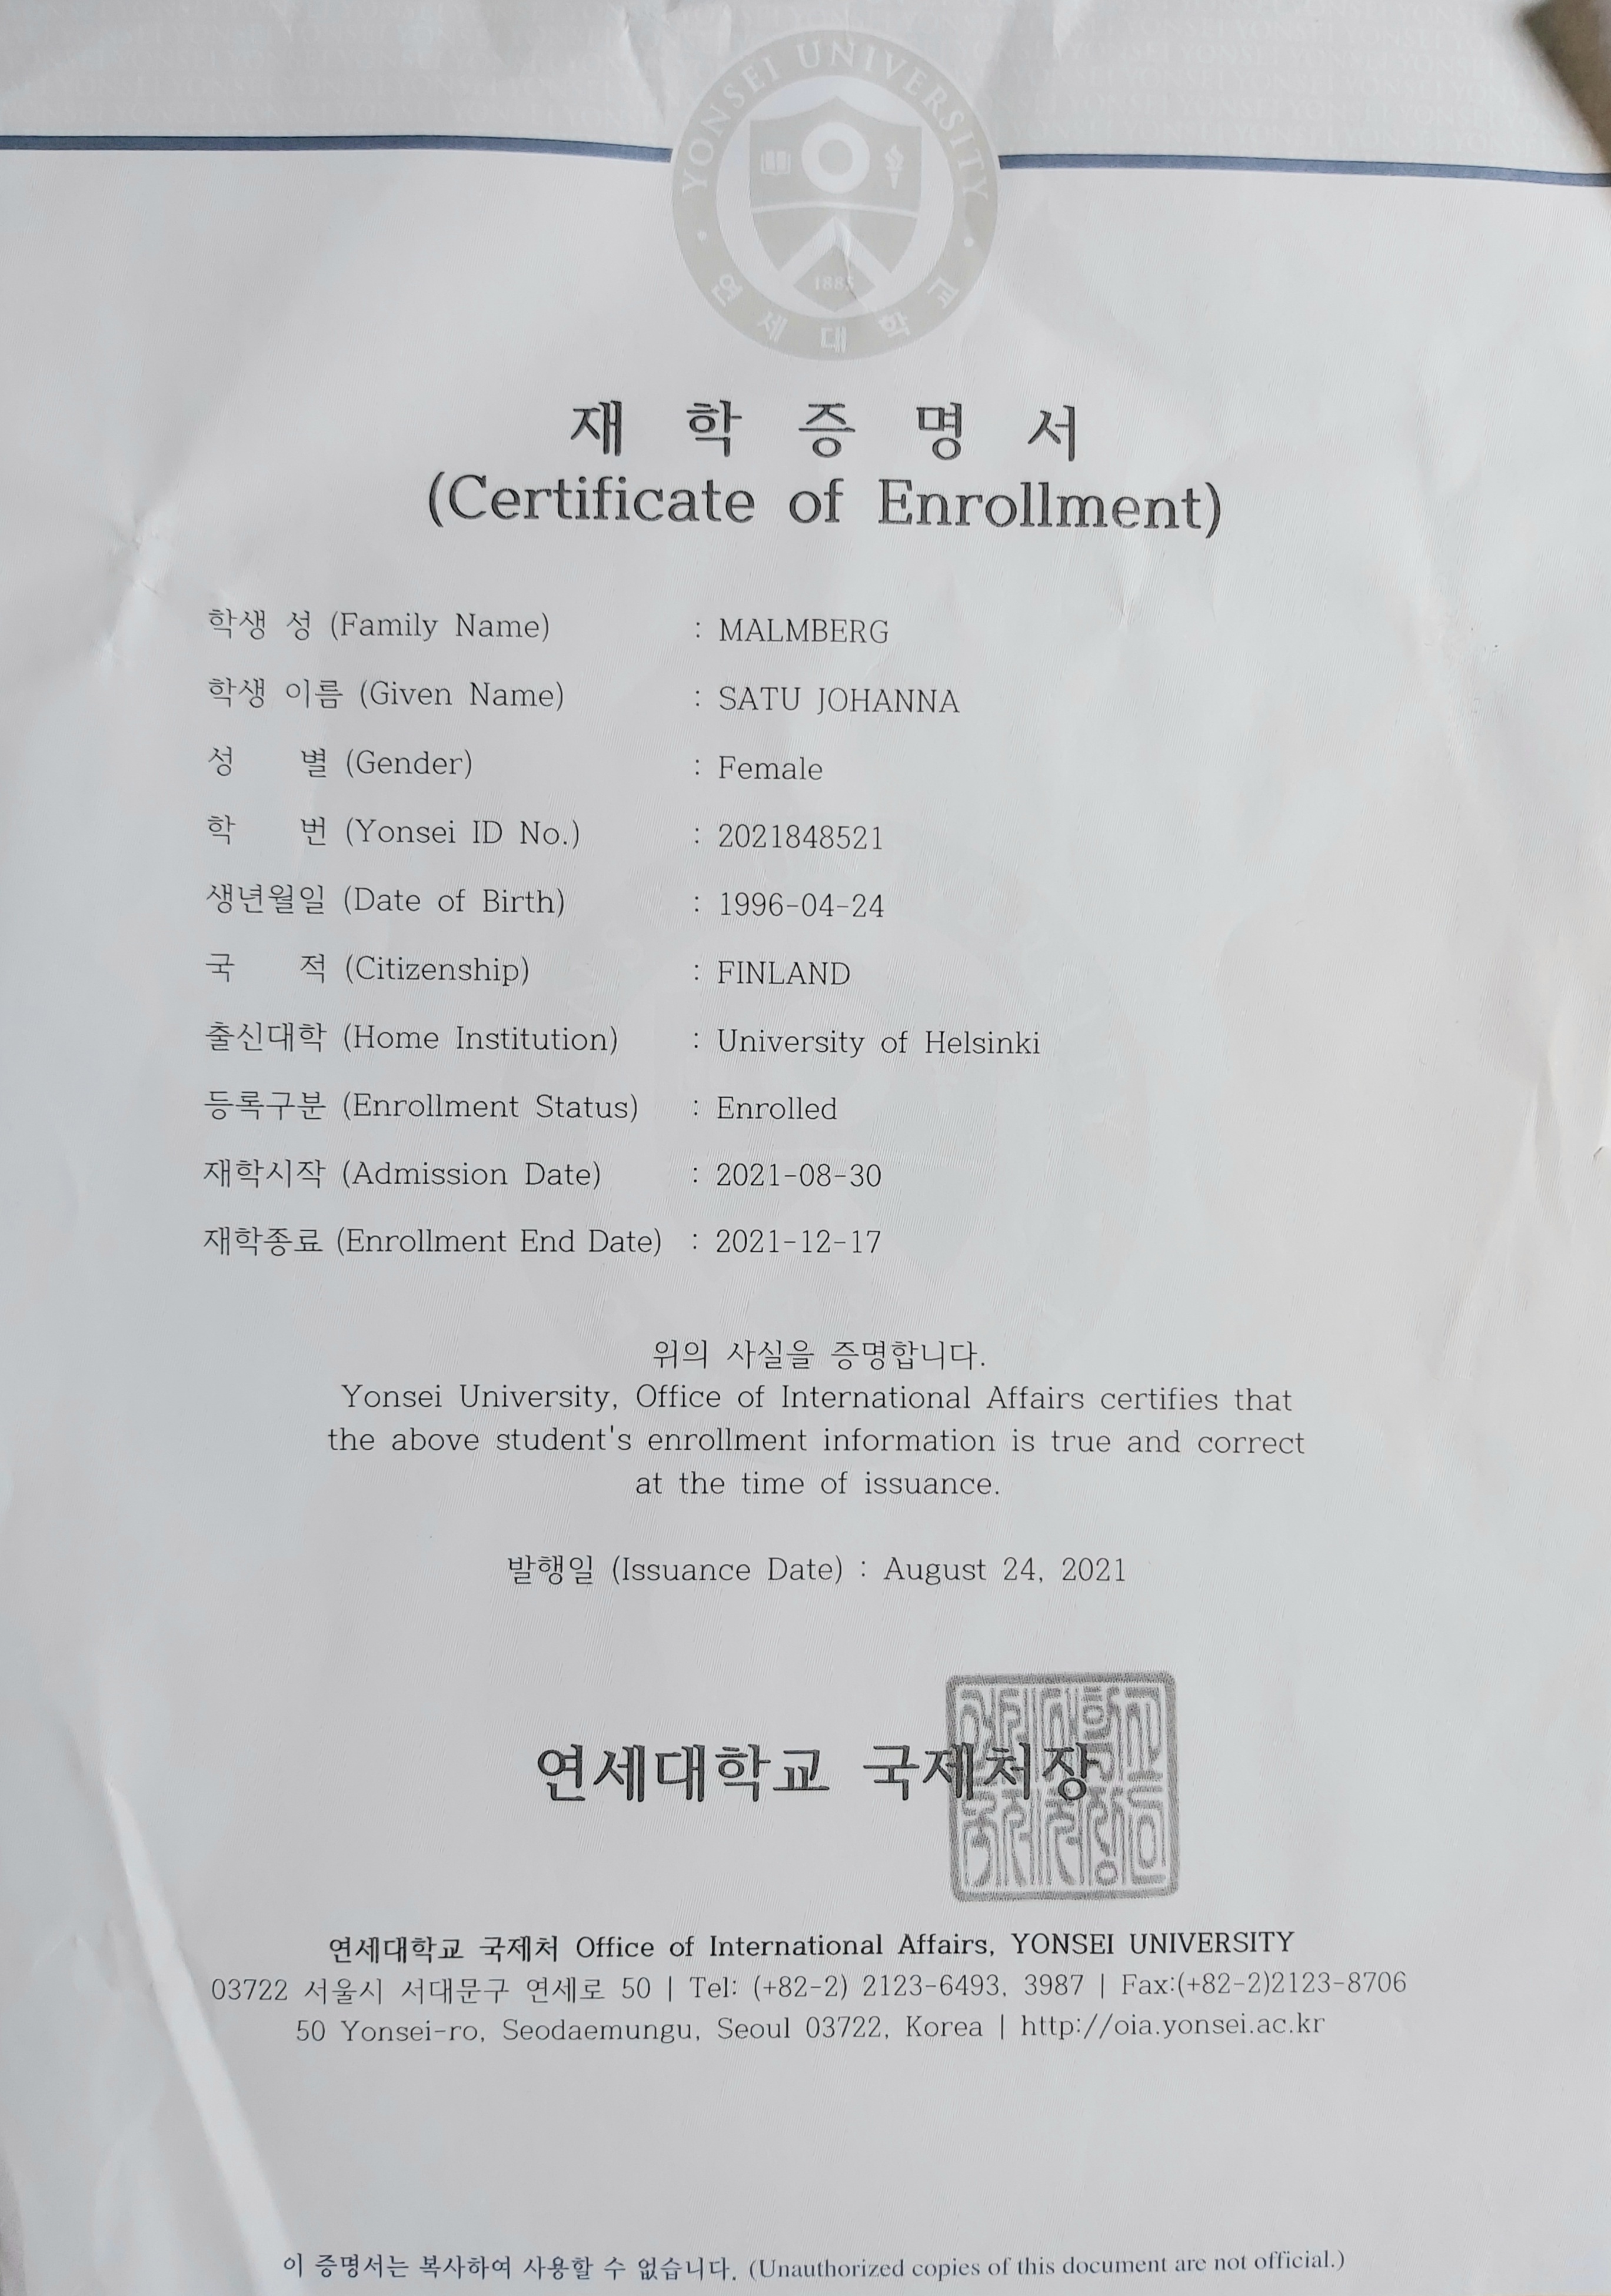 YONSEI UNIVERSITY
연세대학교
재 학 증 명 서
(Certificate of Enrollment)
학생 성 (Family Name) : MALMBERG
학생 이름 (Given Name) : SATU JOHANNA
성 별 (Gender) : Female
학 번 (Yonsei ID No.) : 2021848521
생년월일 (Date of Birth) : 1996-04-24
국 적 (Citizenship) : FINLAND
출신대학 (Home Institution) : University of Helsinki
등록구분 (Enrollment Status) : Enrolled
재학시작 (Admission Date) : 2021-08-30
재학종료 (Enrollment End Date) : 2021-12-17
위의 사실을 증명합니다.
Yonsei University, Office of International Affairs certifies that
the above student's enrollment information is true and correct
at the time of issuance.
발행일 (Issuance Date) : August 24, 2021
연세대학교 국제처장
연세대학교 국제처 Office of International Affairs, YONSEI UNIVERSITY
03722 서울시 서대문구 연세로 50 | Tel: (+82-2) 2123-6493, 3987 | Fax:(+82-2)2123-8706
50 Yonsei-ro, Seodaemungu, Seoul 03722, Korea | http://oia.yonsei.ac.kr
이 증명서는 복사하여 사용할 수 없습니다. (Unauthorized copies of this document are not official.)